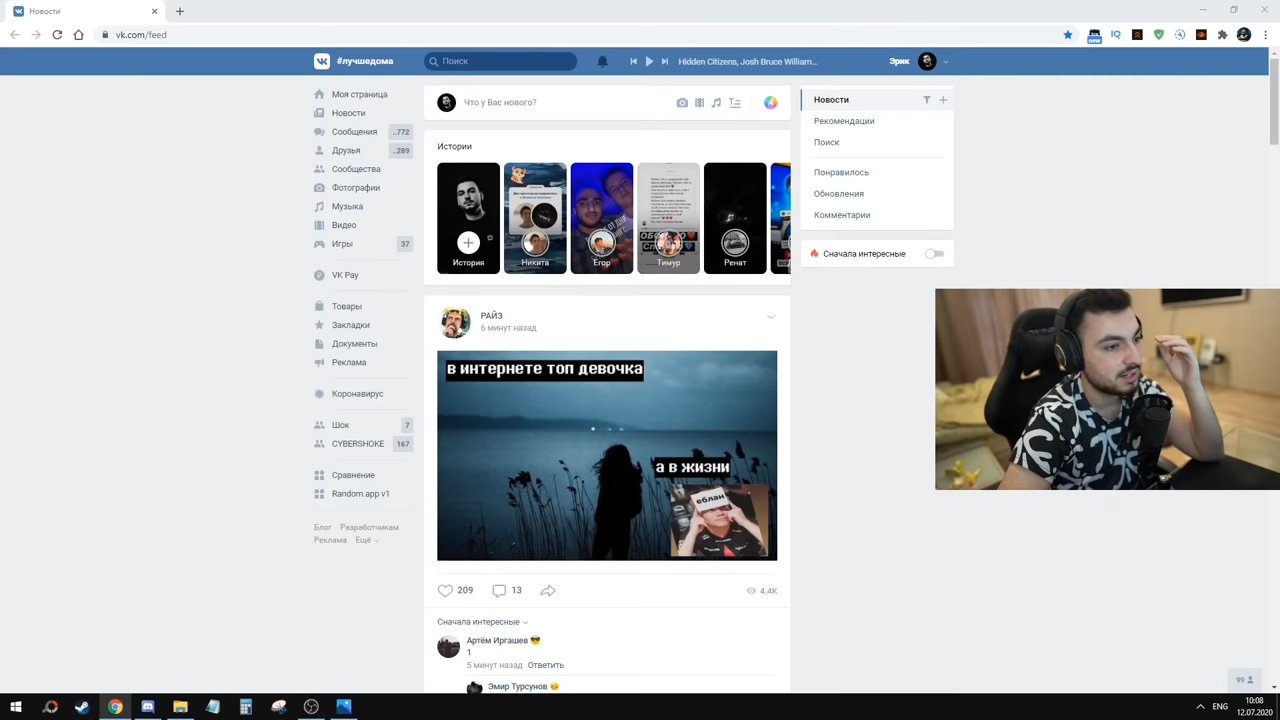 Новости
vk.com/feed
#лучшедома
Поиск
Hidden Citizens, Josh Bruce William...
Эрик
Моя страница
Новости
Сообщения ..772
Друзья ..289
Сообщества
Фотографии
Музыка
Видео
Игры 37
VK Pay
Товары
Закладки
Документы
Реклама
Коронавирус
Шок 7
CYBERSHOKE 167
Сравнение
Random.app v1
Блог Разработчикам
Реклама Ещё
Что у Вас нового?
Истории
История
Никита
Егор
Тимур
Ренат
РАЙЗ
6 минут назад
в интернете топ девочка
а в жизни
еблан
209 13 4.4K
Сначала интересные
Артём Иргашев
1
5 минут назад Ответить
Эмир Турсунов
Новости
Рекомендации
Поиск
Понравилось
Обновления
Комментарии
Сначала интересные
99
ENG
10:08
12.07.2020